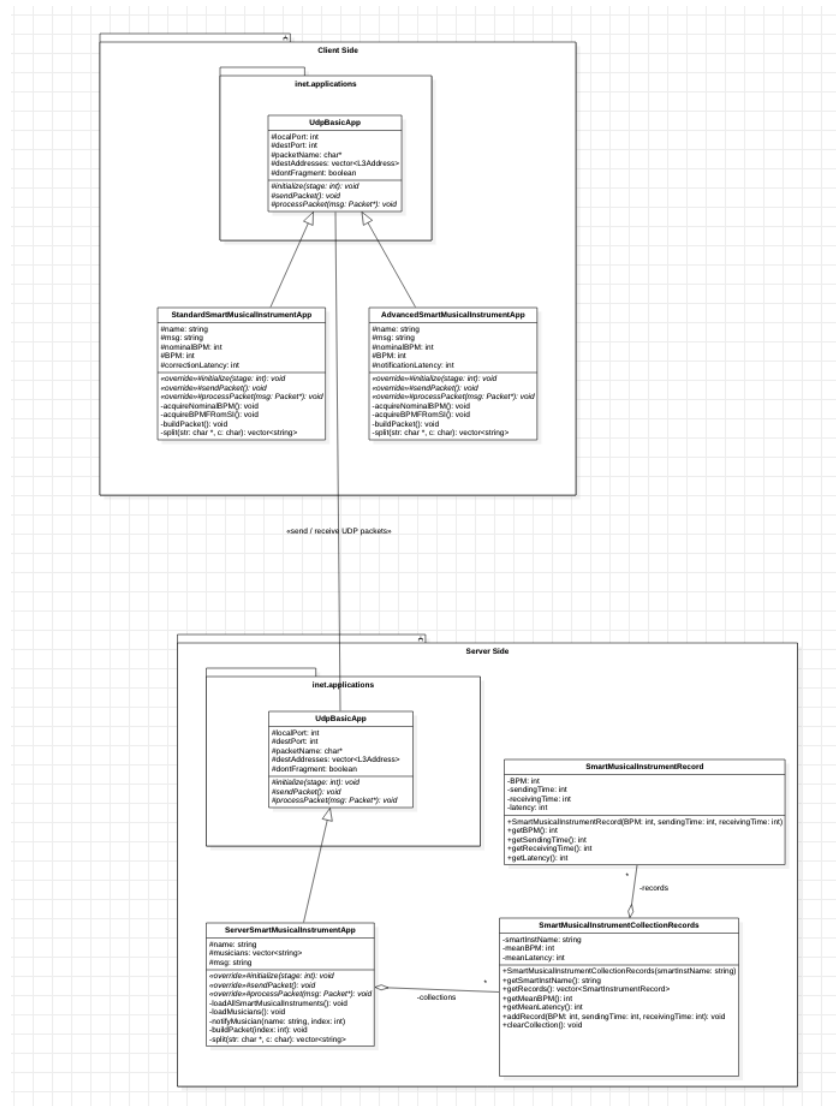 Client Side
inet.applications
UdpBasicApp
#localPort: int
#destPort: int
#packetName: char*
#destAddresses: vector<L3Address>
#dontFragment: boolean
#initialize(stage: int): void
#sendPacket(): void
#processPacket(msg: Packet*): void
StandardSmartMusicalInstrumentApp
#name: string
#msg: string
#nominalBPM: int
#BPM: int
#correctionLatency: int
«override»#initialize(stage: int): void
«override»#sendPacket(): void
«override»#processPacket(msg: Packet*): void
-acquireNominalBPM(): void
-acquireBPMFRomSI(): void
-buildPacket(): void
-split(str: char *, c: char): vector<string>
AdvancedSmartMusicalInstrumentApp
#name: string
#msg: string
#nominalBPM: int
#BPM: int
#notificationLatency: int
«override»#initialize(stage: int): void
«override»#sendPacket(): void
«override»#processPacket(msg: Packet*): void
-acquireNominalBPM(): void
-acquireBPMFRomSI(): void
-buildPacket(): void
-split(str: char *, c: char): vector<string>
«send / receive UDP packets»
Server Side
inet.applications
UdpBasicApp
#localPort: int
#destPort: int
#packetName: char*
#destAddresses: vector<L3Address>
#dontFragment: boolean
#initialize(stage: int): void
#sendPacket(): void
#processPacket(msg: Packet*): void
SmartMusicalInstrumentRecord
-BPM: int
-sendingTime: int
-receivingTime: int
-latency: int
+SmartMusicalInstrumentRecord(BPM: int, sendingTime: int, receivingTime: int)
+getBPM(): int
+getSendingTime(): int
+getReceivingTime(): int
+getLatency(): int
*
-records
ServerSmartMusicalInstrumentApp
#name: string
#musicians: vector<string>
#msg: string
«override»#initialize(stage: int): void
«override»#sendPacket(): void
«override»#processPacket(msg: Packet*): void
-loadAllSmartMusicalInstruments(): void
-loadMusicians(): void
-notifyMusician(name: string, index: int)
-buildPacket(index: int): void
-split(str: char *, c: char): vector<string>
*
-collections
SmartMusicalInstrumentCollectionRecords
-smartInstName: string
-meanBPM: int
-meanLatency: int
+SmartMusicalInstrumentCollectionRecords(smartInstName: string)
+getSmartInstName(): string
+getRecords(): vector<SmartInstrumentRecord>
+getMeanBPM(): int
+getMeanLatency(): int
+addRecord(BPM: int, sendingTime: int, receivingTime: int): void
+clearCollection(): void